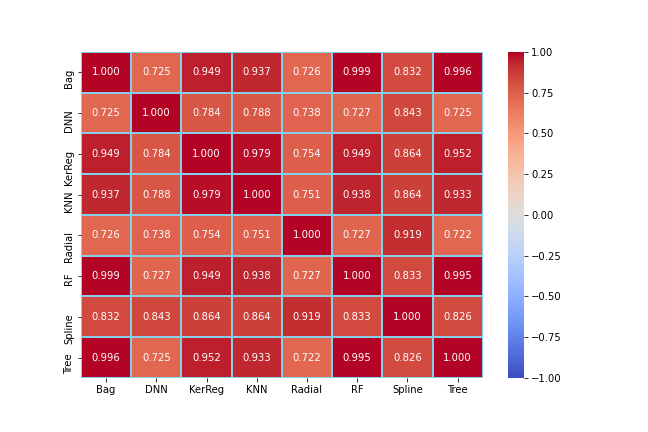 Bag 1.000 0.725 0.949 0.937 0.726 0.999 0.832 0.996
DNN 0.725 1.000 0.784 0.788 0.738 0.727 0.843 0.725
KerReg 0.949 0.784 1.000 0.979 0.754 0.949 0.864 0.952
KNN 0.937 0.788 0.979 1.000 0.751 0.938 0.864 0.933
Radial 0.726 0.738 0.754 0.751 1.000 0.727 0.919 0.722
RF 0.999 0.727 0.949 0.938 0.727 1.000 0.833 0.995
Spline 0.832 0.843 0.864 0.864 0.919 0.833 1.000 0.826
Tree 0.996 0.725 0.952 0.933 0.722 0.995 0.826 1.000
Bag DNN KerReg KNN Radial RF Spline Tree
1.00
0.75
0.50
0.25
0.00
−0.25
−0.50
−0.75
−1.00